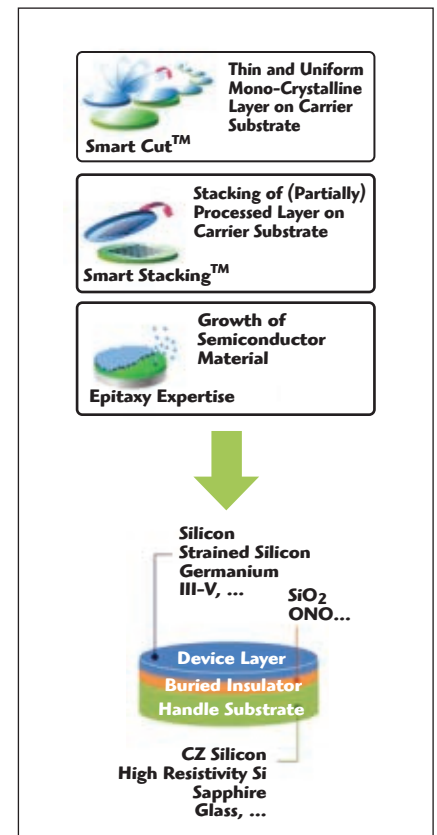 Thin and Uniform
Mono-Crystalline
Layer on Carrier
Substrate
Smart Cut™
Stacking of (Partially)
Processed Layer on
Carrier Substrate
Smart Stacking™
Growth of
Semiconductor
Material
Epitaxy Expertise
Silicon
Strained Silicon
Germanium
III-V, ...
SiO₂
ONO...
Device Layer
Buried Insulator
Handle Substrate
CZ Silicon
High Resistivity Si
Sapphire
Glass, ...